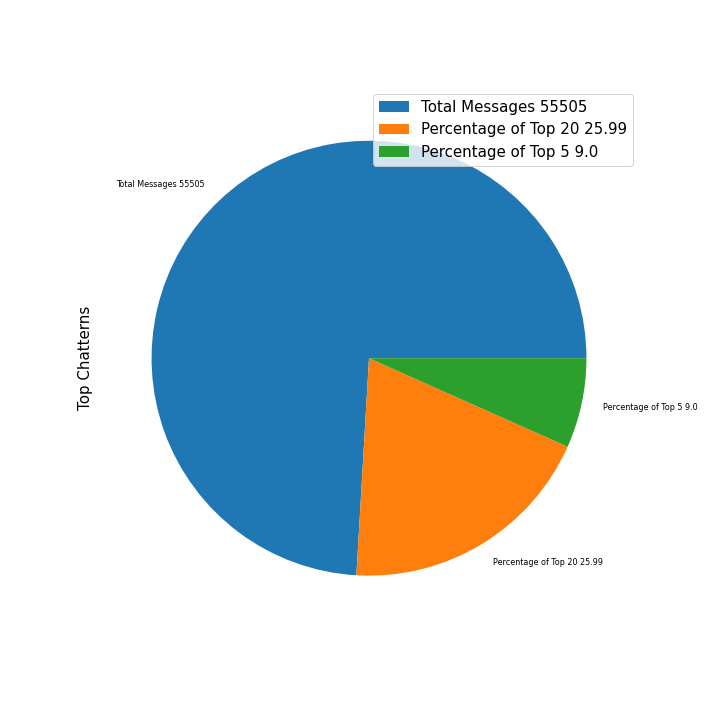 Total Messages 55505
Percentage of Top 20 25.99
Percentage of Top 5 9.0
Total Messages 55505
Top Chatterns
Percentage of Top 5 9.0
Percentage of Top 20 25.99